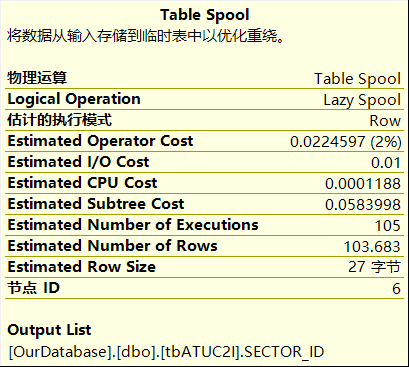 Table Spool
将数据从输入存储到临时表中以优化重绕。
物理运算 Table Spool
Logical Operation Lazy Spool
估计的执行模式 Row
Estimated Operator Cost 0.0224597 (2%)
Estimated I/O Cost 0.01
Estimated CPU Cost 0.0001188
Estimated Subtree Cost 0.0583998
Estimated Number of Executions 105
Estimated Number of Rows 103.683
Estimated Row Size 27 字节
节点 ID 6
Output List
[OurDatabase].[dbo].[tbATUC2I].SECTOR_ID